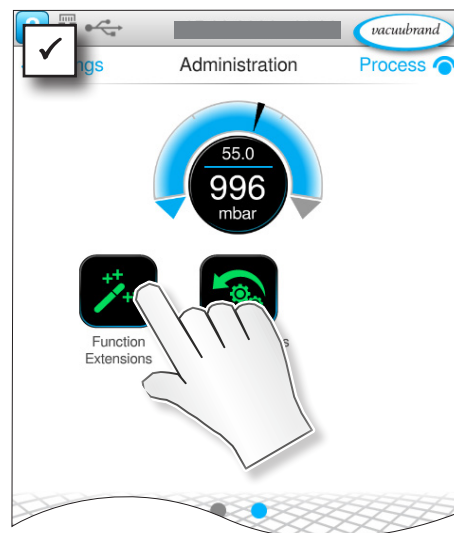 vacuubrand
ngs Administration Process
55.0
996
mbar
Function
Extensions
s